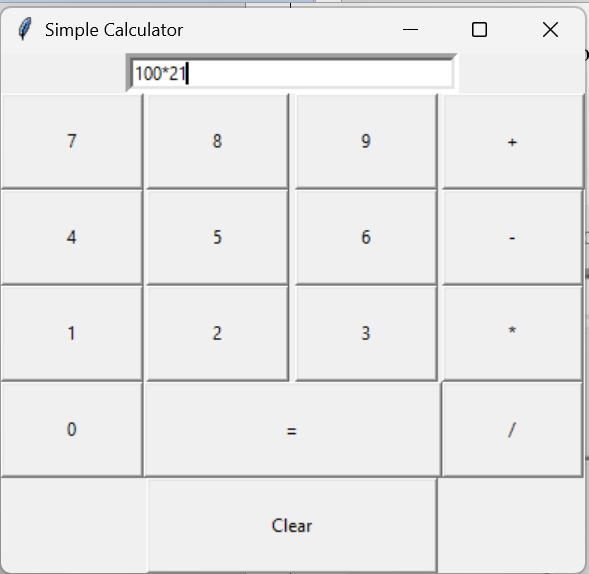 Simple Calculator
100*21
7 8 9 +
4 5 6 -
1 2 3 *
0 = /
Clear